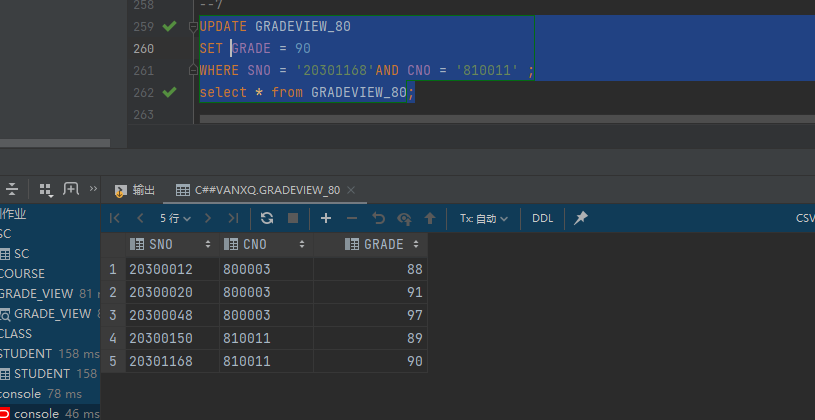 258 --7
259 UPDATE GRADEVIEW_80
260 SET GRADE = 90
261 WHERE SNO = '20301168'AND CNO = '810011' ;
262 select * from GRADEVIEW_80;
263
输出 C##VANXQ.GRADEVIEW_80
5 行 Tx: 自动 DDL CSV
作业
SC
SC
COURSE
GRADE_VIEW 81 m
GRADE_VIEW 8
CLASS
STUDENT 158 ms
STUDENT 158
console 78 ms
console 46 ms
SNO CNO GRADE
1 20300012 800003 88
2 20300020 800003 91
3 20300048 800003 97
4 20300150 810011 89
5 20301168 810011 90